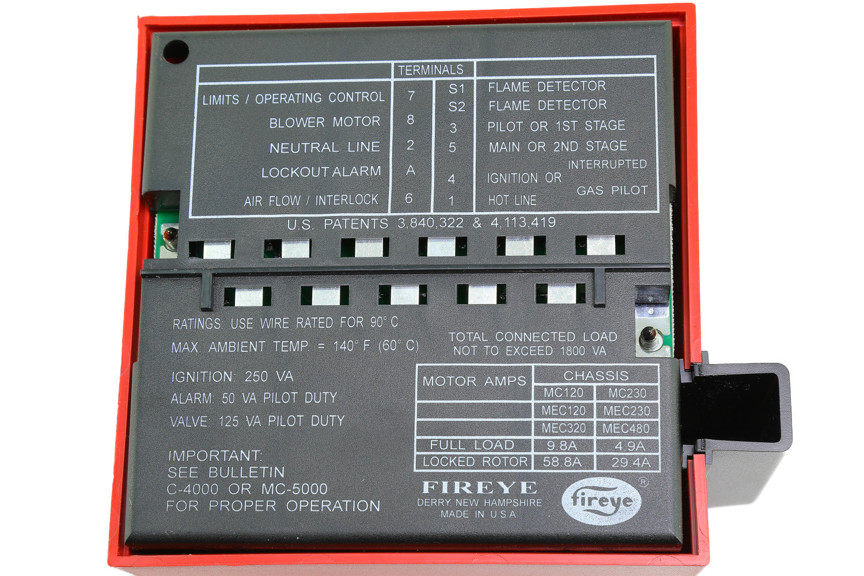 TERMINALS
LIMITS / OPERATING CONTROL 7 S1 FLAME DETECTOR
S2 FLAME DETECTOR
BLOWER MOTOR 8 3 PILOT OR 1ST STAGE
NEUTRAL LINE 2 5 MAIN OR 2ND STAGE
LOCKOUT ALARM A 4 IGNITION OR INTERRUPTED
GAS PILOT
AIR FLOW / INTERLOCK 6 1 HOT LINE
U.S. PATENTS 3,840,322 & 4,113,419
RATINGS USE WIRE RATED FOR 90°C
MAX AMBIENT TEMP. = 140°F (60°C)
TOTAL CONNECTED LOAD
NOT TO EXCEED 1800 VA
IGNITION: 250 VA
ALARM: 50 VA PILOT DUTY
VALVE: 125 VA PILOT DUTY
MOTOR AMPS CHASSIS
MC120 MC230
MEC120 MEC230
MEC320 MEC480
FULL LOAD 9.8A 4.9A
LOCKED ROTOR 58.8A 29.4A
IMPORTANT:
SEE BULLETIN
C-4000 OR MC-5000
FOR PROPER OPERATION
FIREYE
DERRY NEW HAMPSHIRE
MADE IN U.S.A
fireye ®